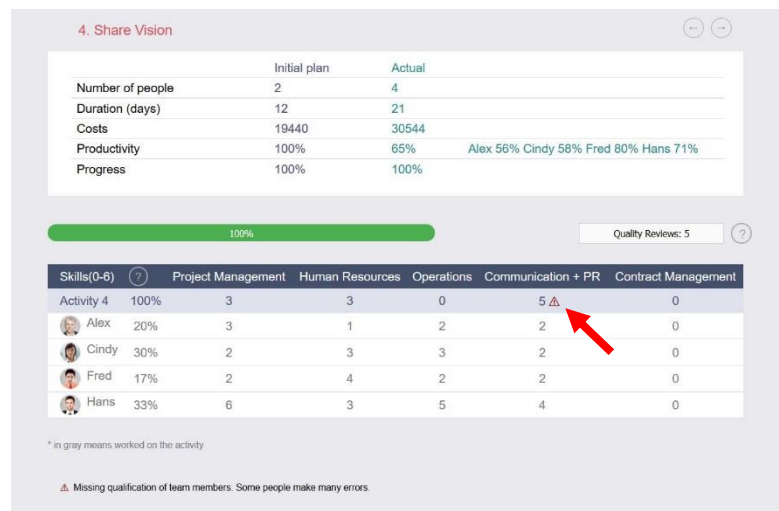 4. Share Vision
Initial plan Actual
Number of people 2 4
Duration (days) 12 21
Costs 19440 30544
Productivity 100% 65% Alex 56% Cindy 58% Fred 80% Hans 71%
Progress 100% 100%
100%
Quality Reviews: 5 ?
Skills(0-6) ? Project Management Human Resources Operations Communication + PR Contract Management
Activity 4 100% 3 3 0 5 0
Alex 20% 3 1 2 2 0
Cindy 30% 2 3 3 2 0
Fred 17% 2 4 2 2 0
Hans 33% 6 3 5 4 0
* in gray means worked on the activity
Missing qualification of team members. Some people make many errors.